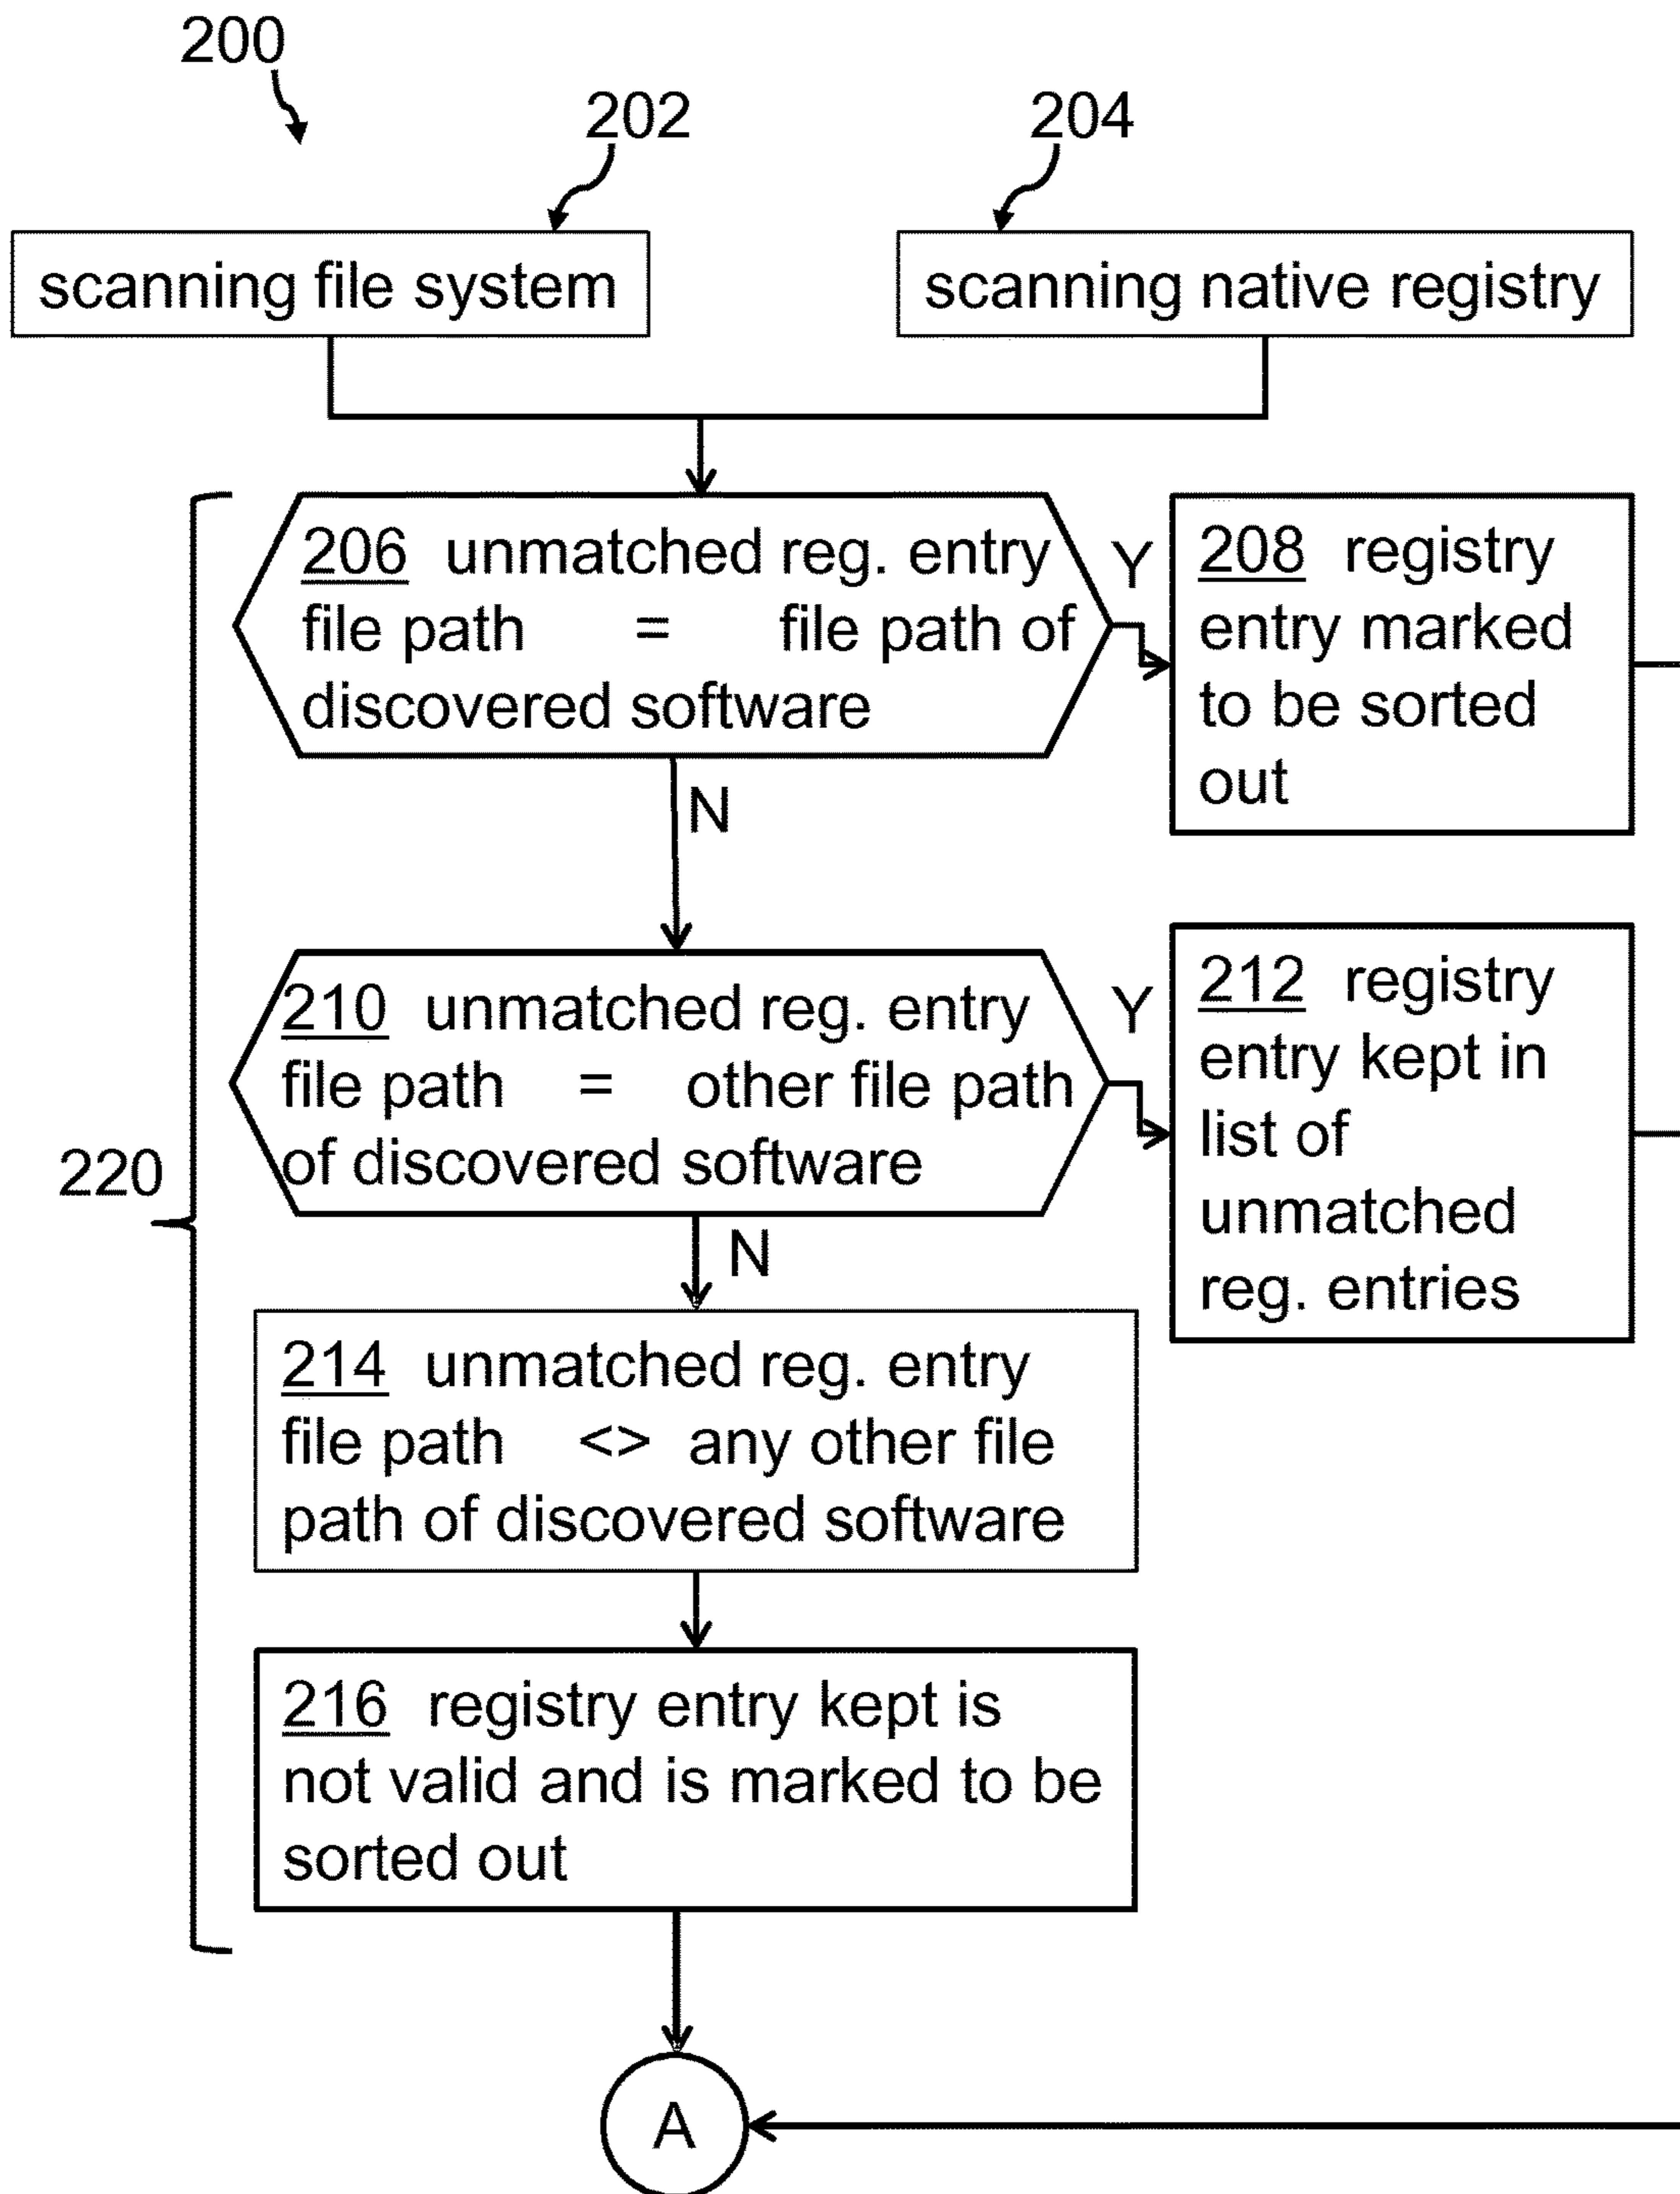 200
202
204
scanning file system
scanning native registry
206 unmatched reg. entry
file path = file path of
discovered software
Y
208 registry
entry marked
to be sorted
out
N
210 unmatched reg. entry
file path = other file path
of discovered software
Y
212 registry
entry kept in
list of
unmatched
reg. entries
220
N
214 unmatched reg. entry
file path <> any other file
path of discovered software
216 registry entry kept is
not valid and is marked to be
sorted out
A